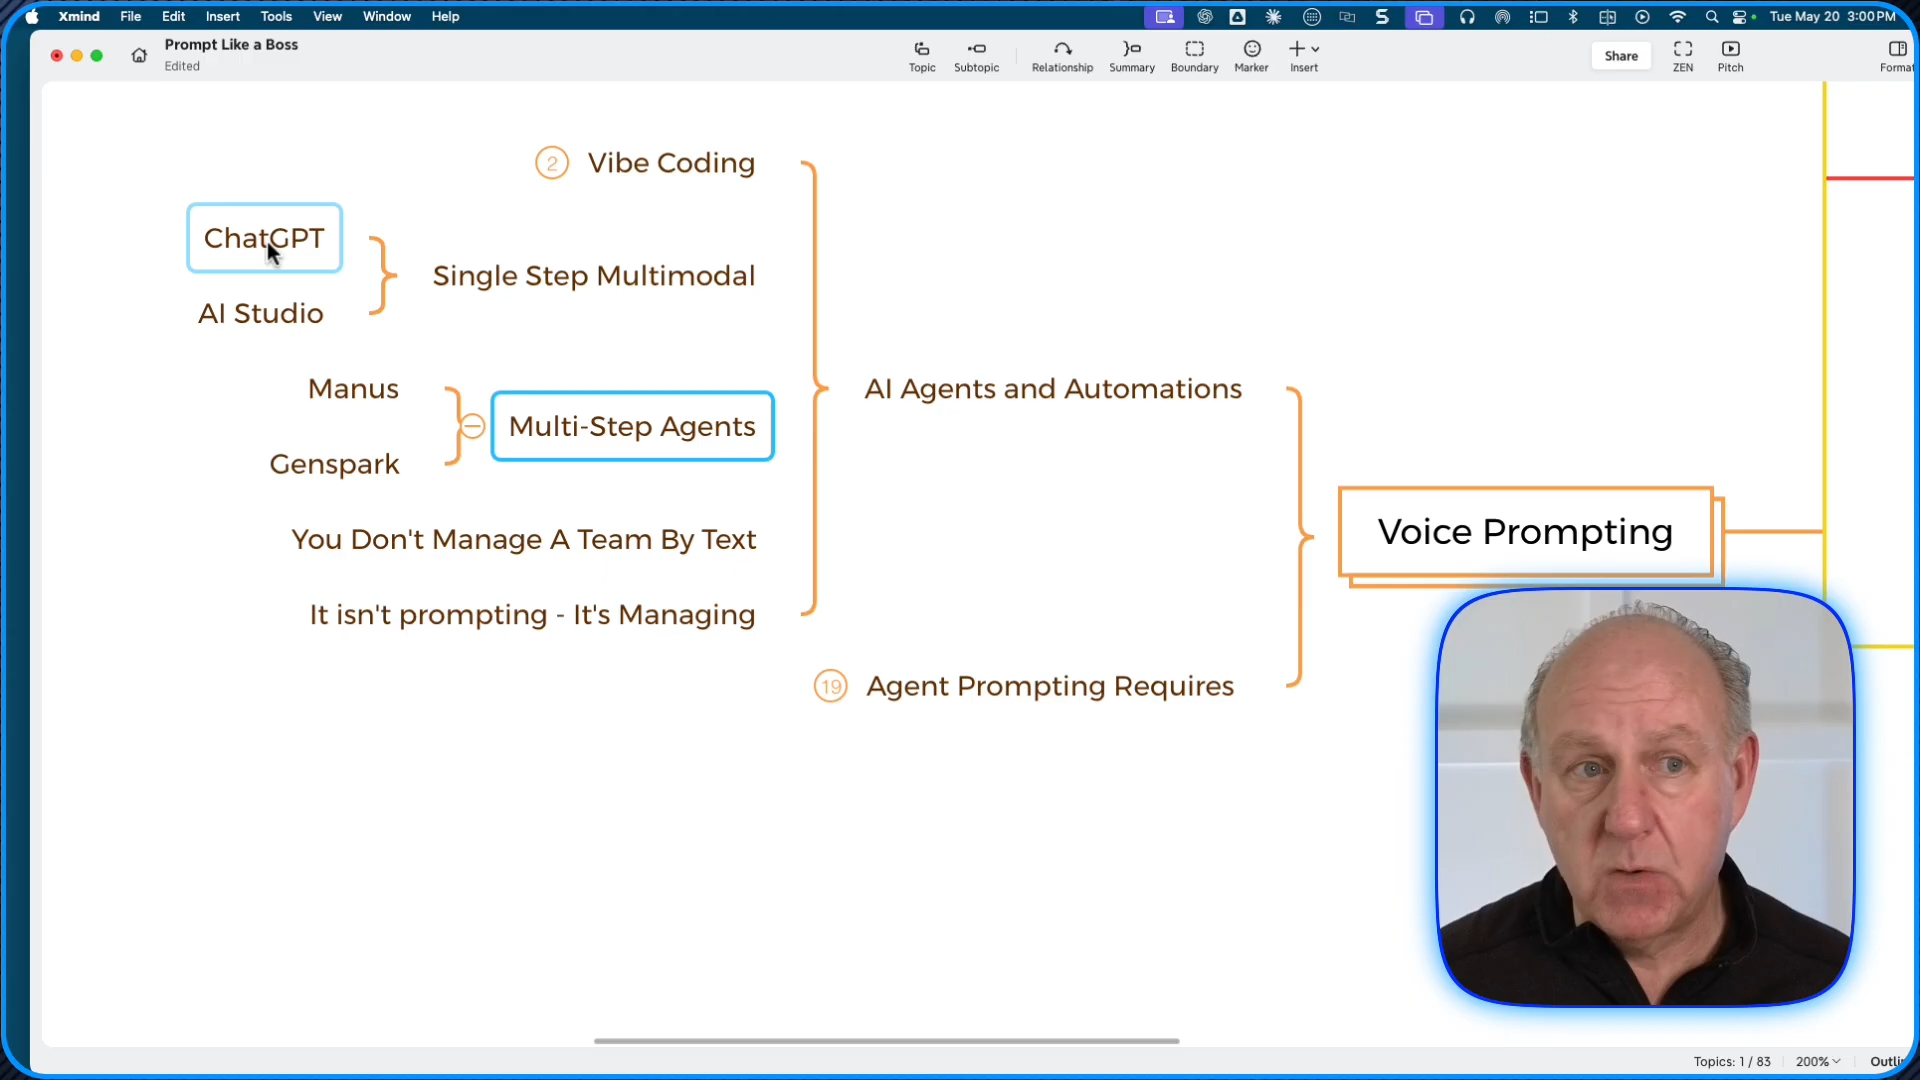 Xmind File Edit Insert Tools View Window Help
Tue May 20 3:00 PM
Prompt Like a Boss
Edited
Topic Subtopic Relationship Summary Boundary Marker Insert Share ZEN Pitch Format
2 Vibe Coding
ChatGPT
Single Step Multimodal
AI Studio
Manus
Multi-Step Agents
Genspark
AI Agents and Automations
You Don't Manage A Team By Text
It isn't prompting - It's Managing
Voice Prompting
19 Agent Prompting Requires
Topics: 1 / 83 200%